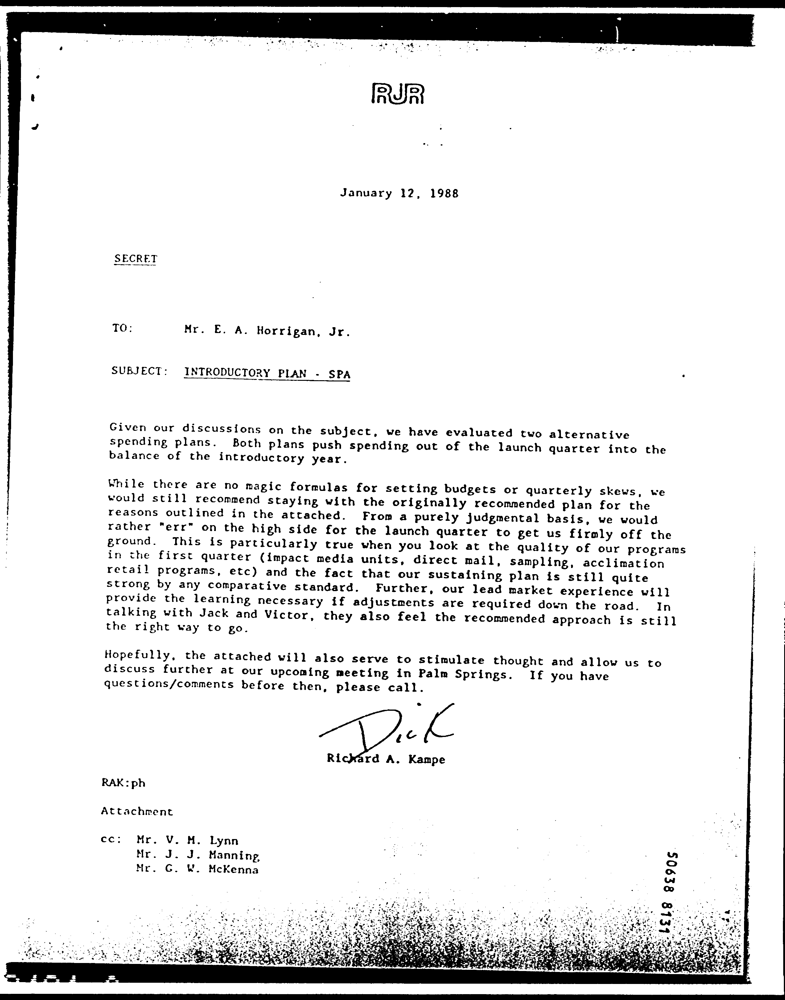 RJR
January 12, 1988
SECRET
TO: Mr. E. A. Horrigan, Jr.
SUBJECT: INTRODUCTORY PLAN - SPA
Given our discussions on the subject, we have evaluated two alternative
spending plans. Both plans push spending out of the launch quarter into the
balance of the introductory year.
While there are no magic formulas for setting budgets or quarterly skews, we
would still recommend staying with the originally recommended plan for the
reasons outlined in the attached. From a purely judgmental basis, we would
rather "err" on the high side for the launch quarter to get us firmly off the
ground. This is particularly true when you look at the quality of our programs
in the first quarter (impact media units, direct mail, sampling, acclimation
retail programs, etc) and the fact that our sustaining plan is still quite
strong by any comparative standard. Further, our lead market experience will
provide the learning necessary if adjustments are required down the road. In
talking with Jack and Victor, they also feel the recommended approach is still
the right way to go.
Hopefully, the attached will also serve to stimulate thought and allow us to
discuss further at our upcoming meeting in Palm Springs. If you have
questions/comments before then, please call.
Dick
Richard A. Kampe
RAK:ph
Attachment
cc: Mr. V. M. Lynn
Mr. J. J. Manning
Mr. G. W. McKenna
50638 8131